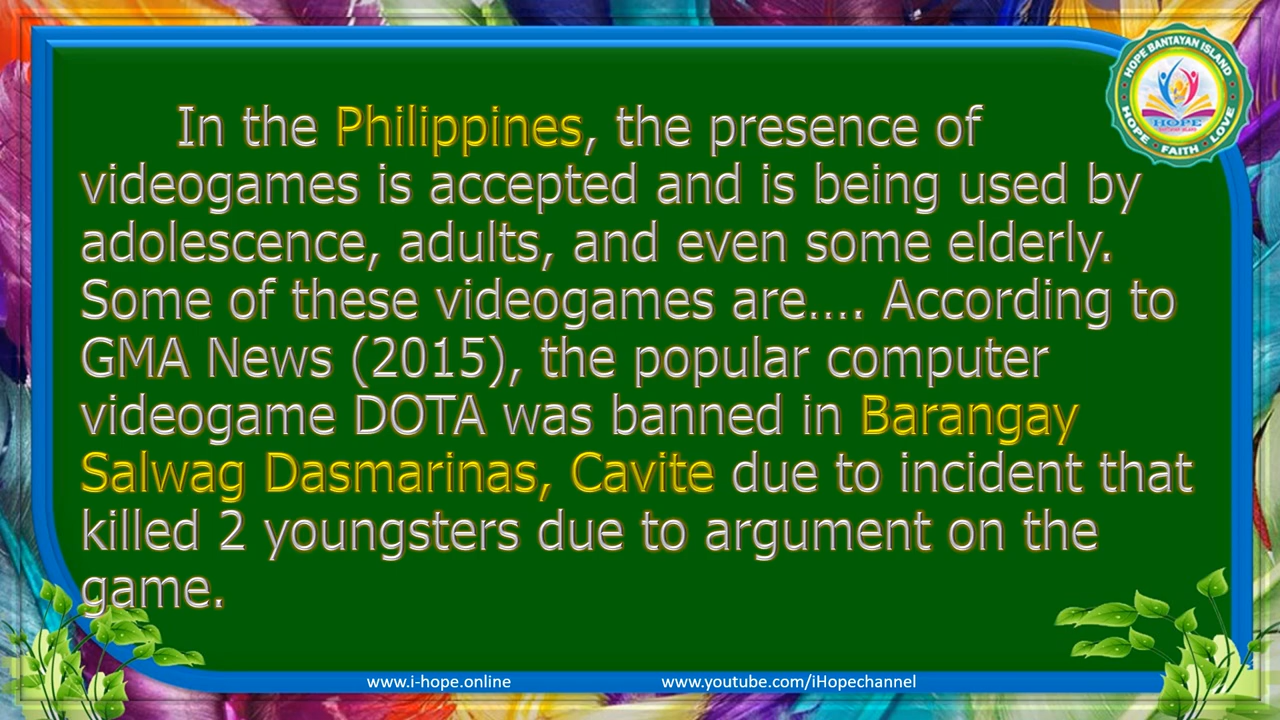 In the Philippines, the presence of
videogames is accepted and is being used by
adolescence, adults, and even some elderly.
Some of these videogames are.... According to
GMA News (2015), the popular computer
videogame DOTA was banned in Barangay
Salwag Dasmarinas, Cavite due to incident that
killed 2 youngsters due to argument on the
game.
HOPE BANTAYAN ISLAND
HOPE
HOPE • FAITH • LOVE
www.i-hope.online
www.youtube.com/iHopechannel